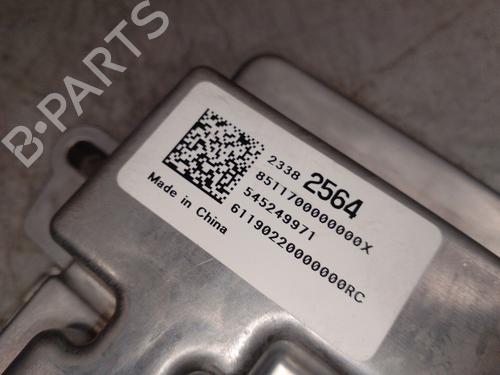 B-PARTS
2338 2564
8511700000000X
545249971
61190220000000RC
Made in China